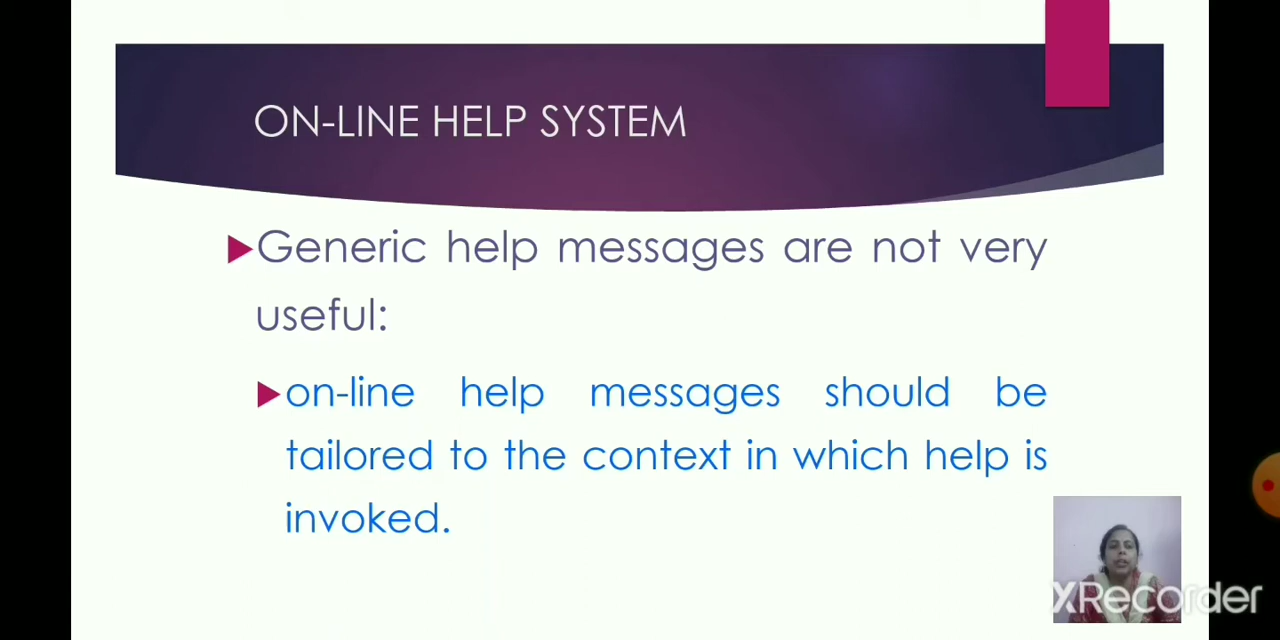 ON-LINE HELP SYSTEM
Generic help messages are not very
useful:
on-line help messages should be
tailored to the context in which help is
invoked.
XRecorder